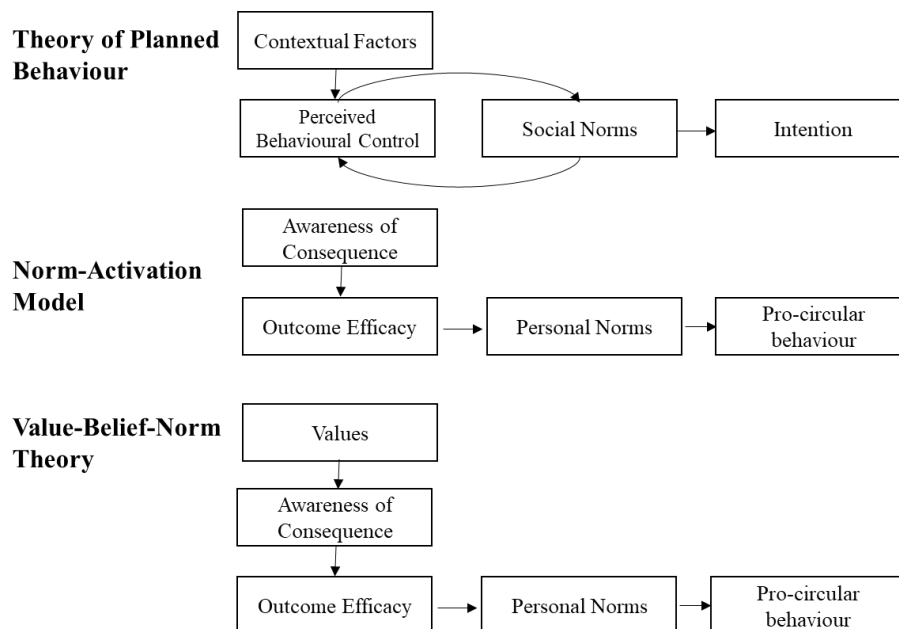 Theory of Planned
Behaviour
Contextual Factors
Perceived
Behavioural Control
Social Norms
Intention
Norm-Activation
Model
Awareness of
Consequence
Outcome Efficacy
Personal Norms
Pro-circular
behaviour
Value-Belief-Norm
Theory
Values
Awareness of
Consequence
Outcome Efficacy
Personal Norms
Pro-circular
behaviour